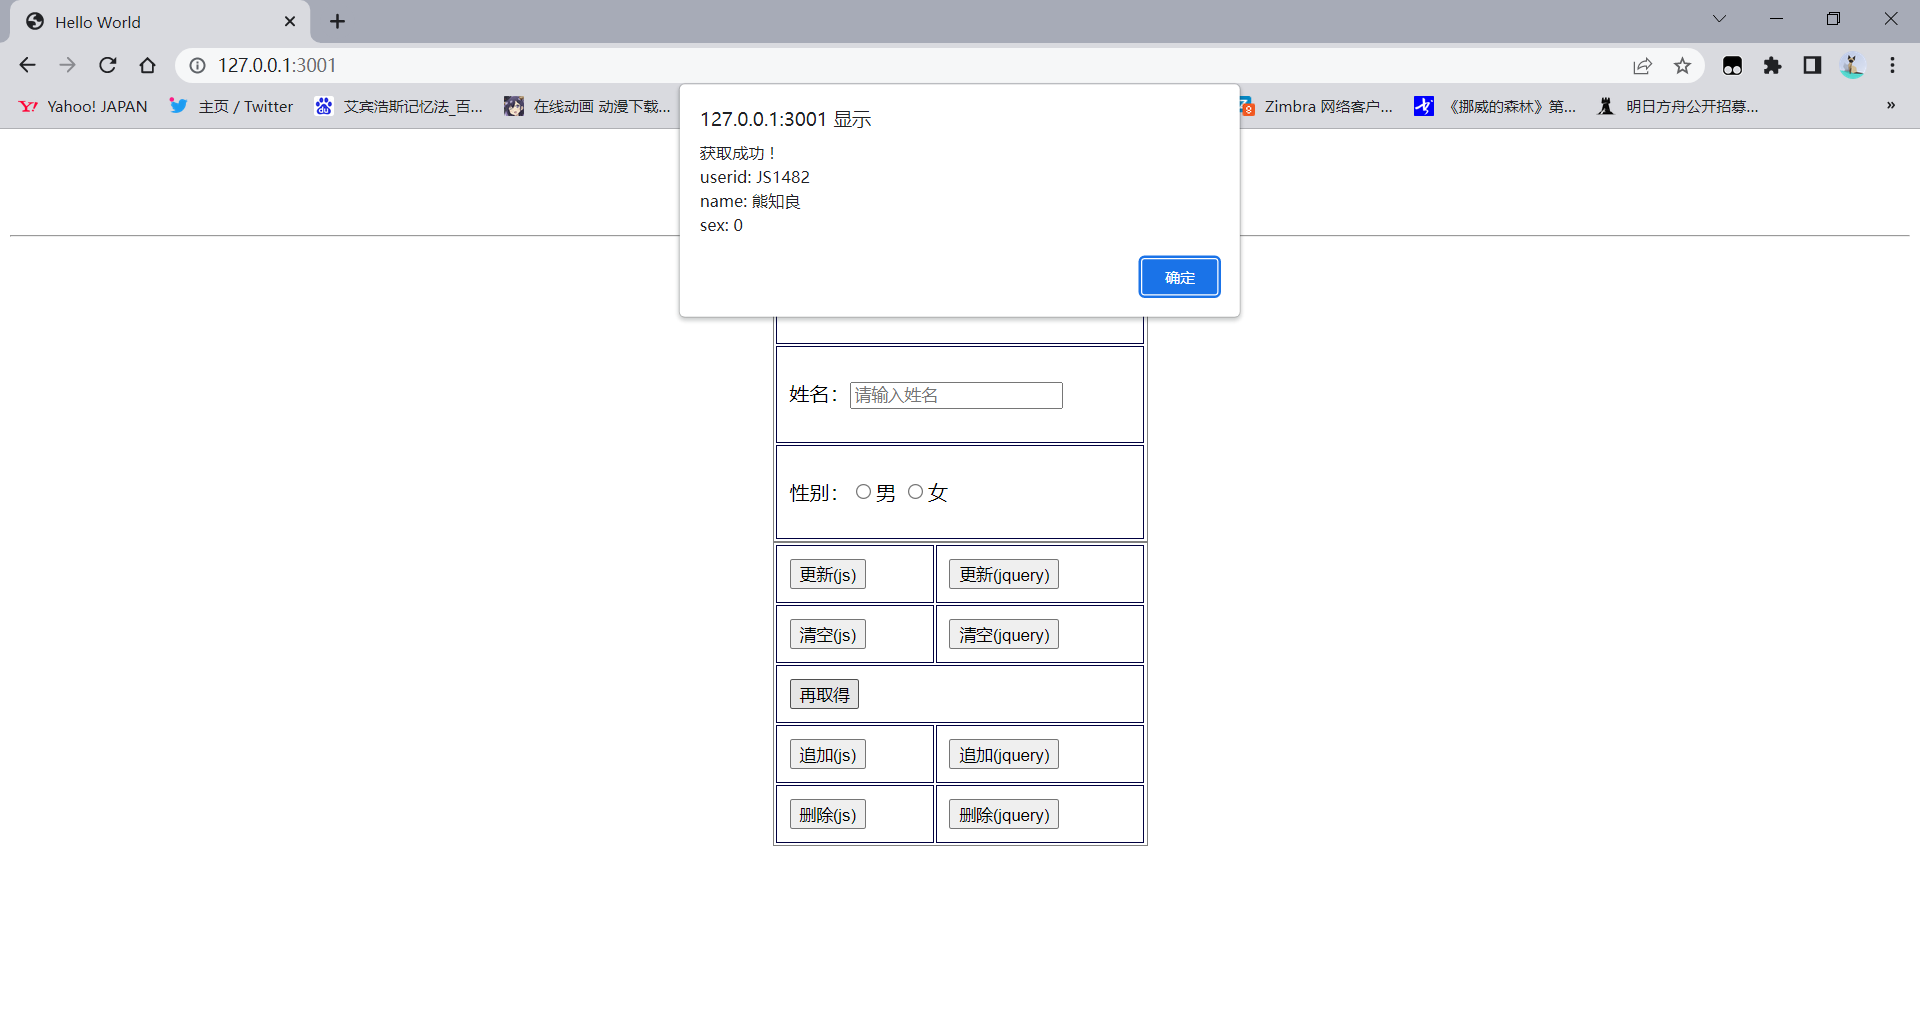 Hello World
127.0.0.1:3001
Yahoo! JAPAN
主页 / Twitter
艾宾浩斯记忆法_百...
在线动画 动漫下载...
Zimbra 网络客户...
《挪威的森林》第...
明日方舟公开招募...
»
127.0.0.1:3001 显示
获取成功！
userid: JS1482
name: 熊知良
sex: 0
确定
姓名： 请输入姓名
性别： 男 女
更新(js) 更新(jquery)
清空(js) 清空(jquery)
再取得
追加(js) 追加(jquery)
删除(js) 删除(jquery)